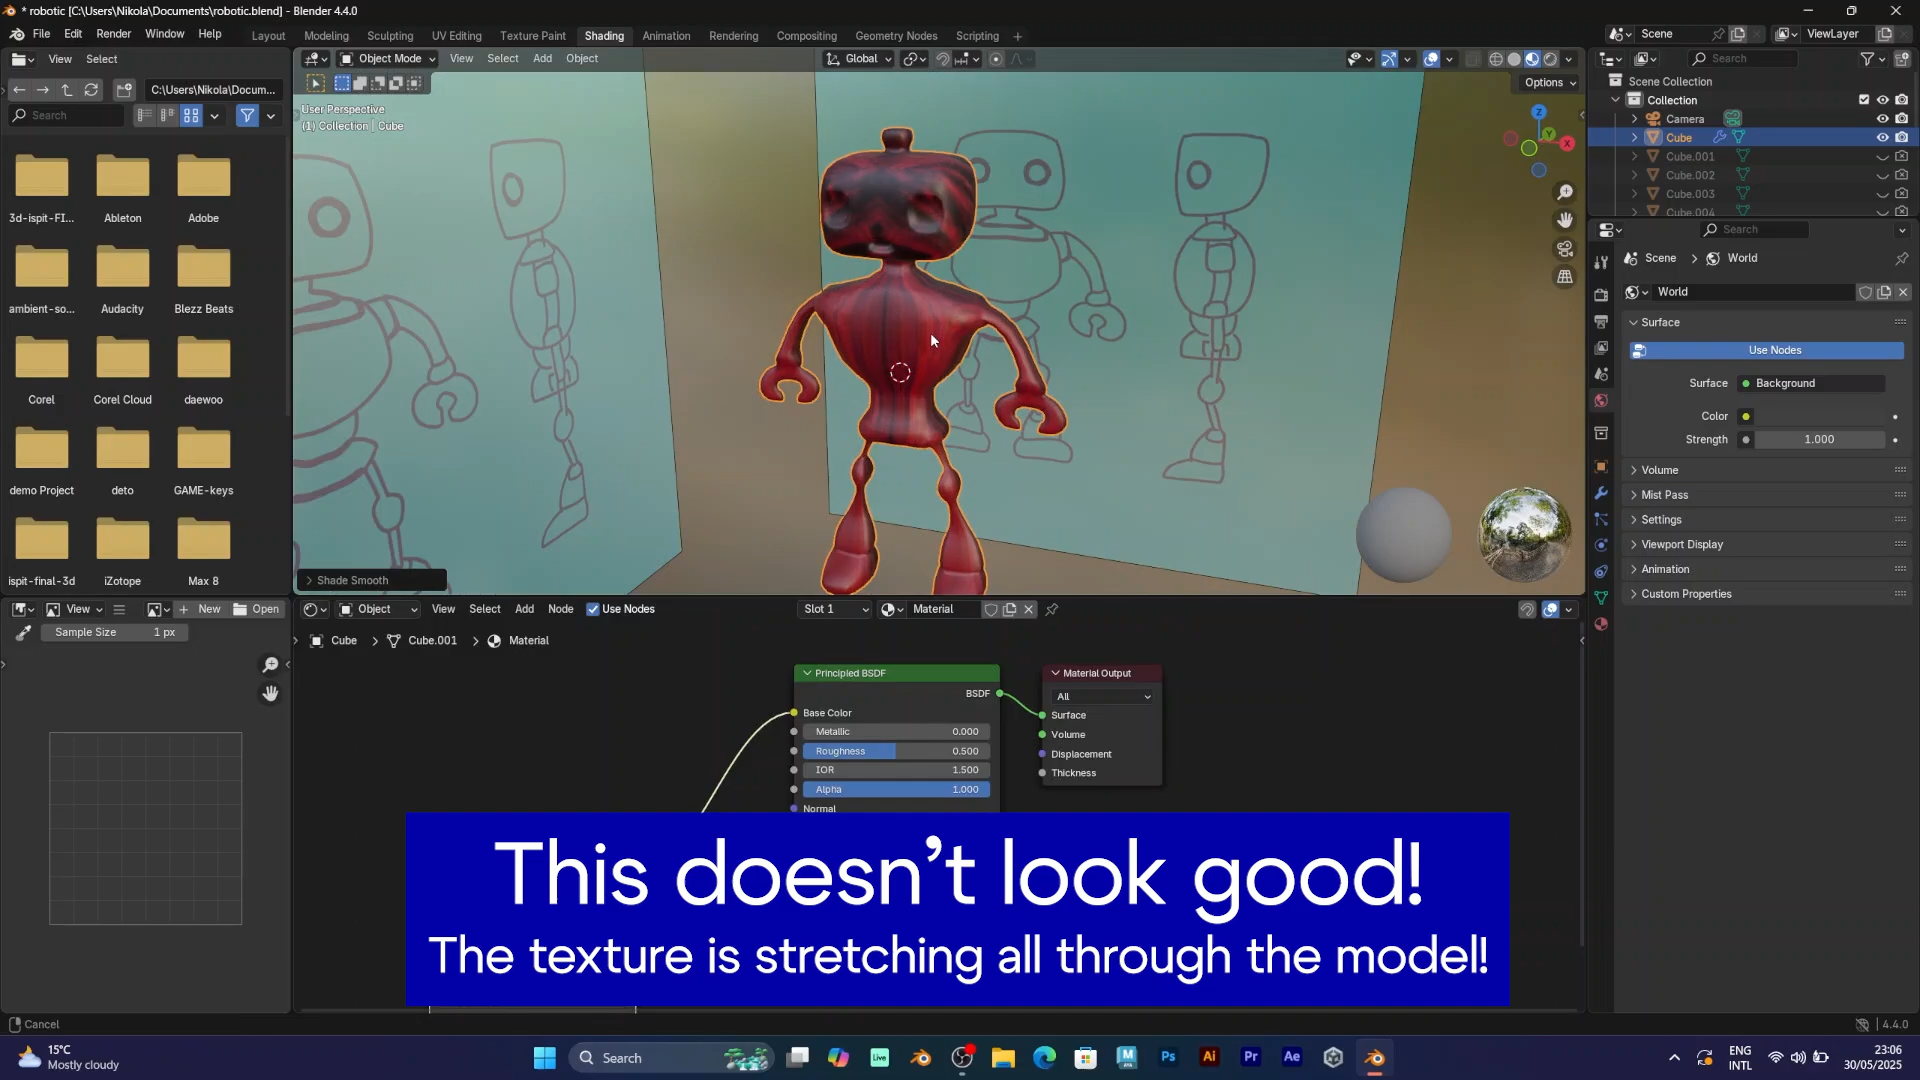 * robotic [C:\Users\Nikola\Documents\robotic.blend] - Blender 4.4.0
File Edit Render Window Help
Layout Modeling Sculpting UV Editing Texture Paint Shading Animation Rendering Compositing Geometry Nodes Scripting +
Scene ViewLayer
View Select
Object Mode View Select Add Object
Global
Search
C:\Users\Nikola\Docum...
Search
Options
User Perspective
(1) Collection | Cube
Z
Y
X
Scene Collection
Collection
Camera
Cube
Cube.001
Cube.002
Cube.003
Cube.004
3d-ispit-FI... Ableton Adobe
ambient-so... Audacity Blezz Beats
Corel Corel Cloud daewoo
demo Project deto GAME-keys
ispit-final-3d iZotope Max 8
Shade Smooth
Search
Scene > World
World
Surface
Use Nodes
Surface Background
Color
Strength 1.000
Volume
Mist Pass
Settings
Viewport Display
Animation
Custom Properties
View New Open
Sample Size 1 px
Object View Select Add Node Use Nodes Slot 1 Material
Cube > Cube.001 > Material
Principled BSDF
BSDF
Base Color
Metallic 0.000
Roughness 0.500
IOR 1.500
Alpha 1.000
Normal
Material Output
All
Surface
Volume
Displacement
Thickness
This doesn't look good!
The texture is stretching all through the model!
Cancel
4.4.0
15°C
Mostly cloudy
Search
Live
M
Ps
Ai
Pr
Ae
ENG
INTL
23:06
30/05/2025